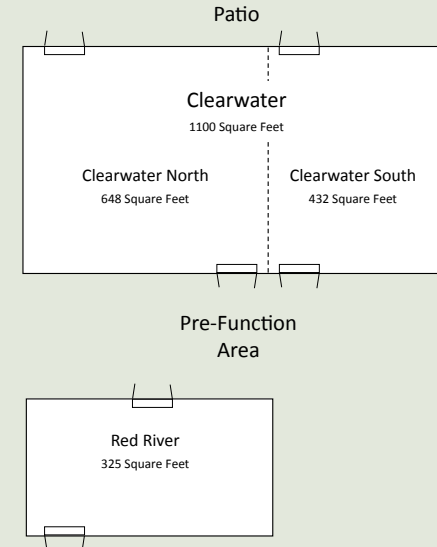 Patio
Clearwater
1100 Square Feet
Clearwater North
648 Square Feet
Clearwater South
432 Square Feet
Pre-Function
Area
Red River
325 Square Feet